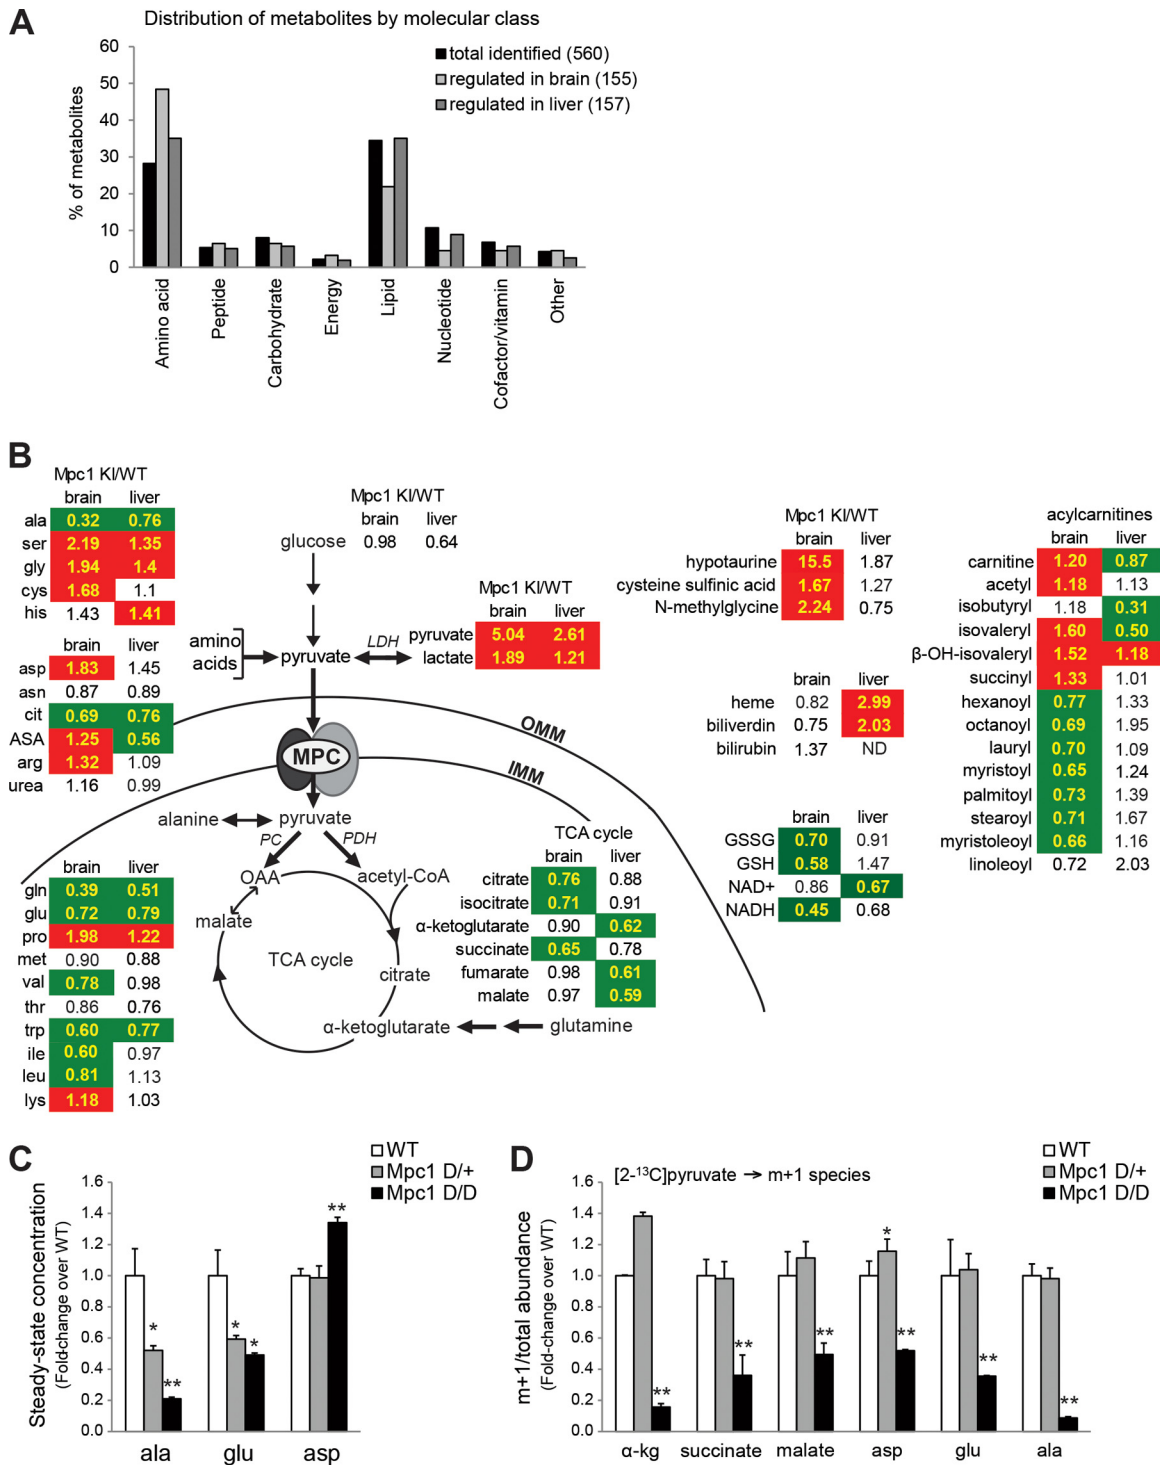 A
Distribution of metabolites by molecular class
total identified (560)
regulated in brain (155)
regulated in liver (157)
% of metabolites
60
50
40
30
20
10
0
Amino acid
Peptide
Carbohydrate
Energy
Lipid
Nucleotide
Cofactor/vitamin
Other
B
Mpc1 KI/WT
brain liver
ala 0.32 0.76
ser 2.19 1.35
gly 1.94 1.4
cys 1.68 1.1
his 1.43 1.41
brain liver
asp 1.83 1.45
asn 0.87 0.89
cit 0.69 0.76
ASA 1.25 0.56
arg 1.32 1.09
urea 1.16 0.99
brain liver
gln 0.39 0.51
glu 0.72 0.79
pro 1.98 1.22
met 0.90 0.88
val 0.78 0.98
thr 0.86 0.76
trp 0.60 0.77
ile 0.60 0.97
leu 0.81 1.13
lys 1.18 1.03
Mpc1 KI/WT
brain liver
glucose 0.98 0.64
Mpc1 KI/WT
brain liver
pyruvate 5.04 2.61
lactate 1.89 1.21
amino
acids
pyruvate
LDH
OMM
MPC
IMM
alanine
pyruvate
PC
PDH
OAA
acetyl-CoA
malate
TCA cycle
citrate
α-ketoglutarate
glutamine
TCA cycle
brain liver
citrate 0.76 0.88
isocitrate 0.71 0.91
α-ketoglutarate 0.90 0.62
succinate 0.65 0.78
fumarate 0.98 0.61
malate 0.97 0.59
Mpc1 KI/WT
brain liver
hypotaurine 15.5 1.87
cysteine sulfinic acid 1.67 1.27
N-methylglycine 2.24 0.75
brain liver
heme 0.82 2.99
biliverdin 0.75 2.03
bilirubin 1.37 ND
brain liver
GSSG 0.70 0.91
GSH 0.58 1.47
NAD+ 0.86 0.67
NADH 0.45 0.68
acylcarnitines
brain liver
carnitine 1.20 0.87
acetyl 1.18 1.13
isobutyryl 1.18 0.31
isovaleryl 1.60 0.50
β-OH-isovaleryl 1.52 1.18
succinyl 1.33 1.01
hexanoyl 0.77 1.33
octanoyl 0.69 1.95
lauryl 0.70 1.09
myristoyl 0.65 1.24
palmitoyl 0.73 1.39
stearoyl 0.71 1.67
myristoleoyl 0.66 1.16
linoleoyl 0.72 2.03
C
WT
Mpc1 D/+
Mpc1 D/D
Steady-state concentration
(Fold-change over WT)
1.6
1.4
1.2
1.0
0.8
0.6
0.4
0.2
0.0
* ** * * **
ala glu asp
D
WT
Mpc1 D/+
Mpc1 D/D
[2-¹³C]pyruvate → m+1 species
m+1/total abundance
(Fold-change over WT)
1.6
1.4
1.2
1.0
0.8
0.6
0.4
0.2
0.0
** ** ** * ** ** **
α-kg succinate malate asp glu ala